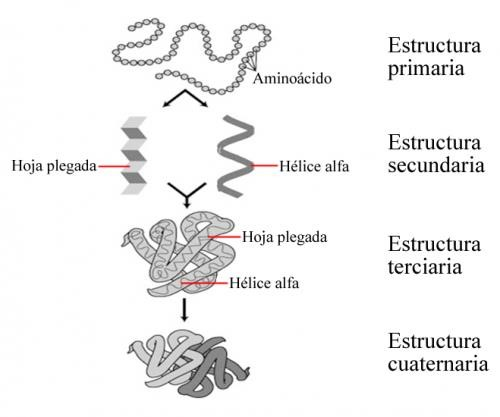 Estructura
primaria
Aminoácido
Estructura
secundaria
Hoja plegada
Hélice alfa
Hoja plegada
Estructura
terciaria
Hélice alfa
Estructura
cuaternaria